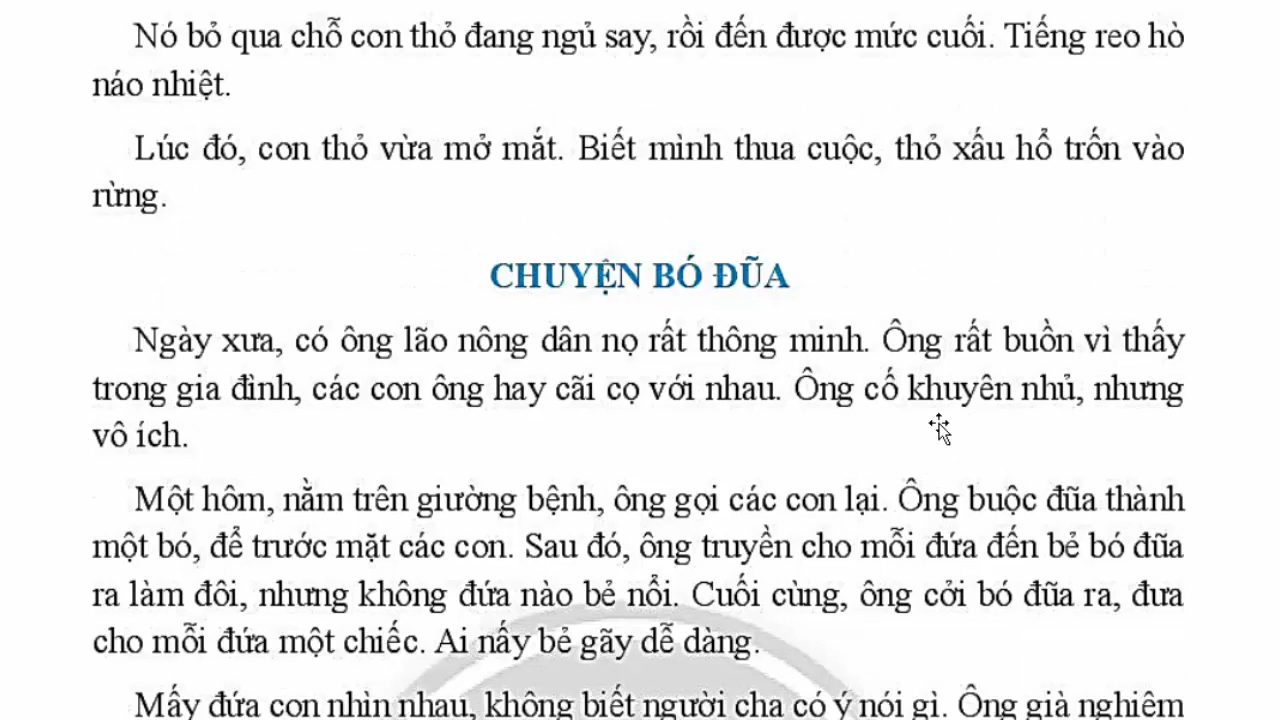 Nó bỏ qua chỗ con thỏ đang ngủ say, rồi đến được mức cuối. Tiếng reo hò
náo nhiệt.
Lúc đó, con thỏ vừa mở mắt. Biết mình thua cuộc, thỏ xấu hổ trốn vào
rừng.
CHUYỆN BÓ ĐŨA
Ngày xưa, có ông lão nông dân nọ rất thông minh. Ông rất buồn vì thấy
trong gia đình, các con ông hay cãi cọ với nhau. Ông cố khuyên nhủ, nhưng
vô ích.
Một hôm, nằm trên giường bệnh, ông gọi các con lại. Ông buộc đũa thành
một bó, để trước mặt các con. Sau đó, ông truyền cho mỗi đứa đến bẻ bó đũa
ra làm đôi, nhưng không đứa nào bẻ nổi. Cuối cùng, ông cởi bó đũa ra, đưa
cho mỗi đứa một chiếc. Ai nấy bẻ gãy dễ dàng.
Mấy đứa con nhìn nhau, không biết người cha có ý nói gì. Ông già nghiêm